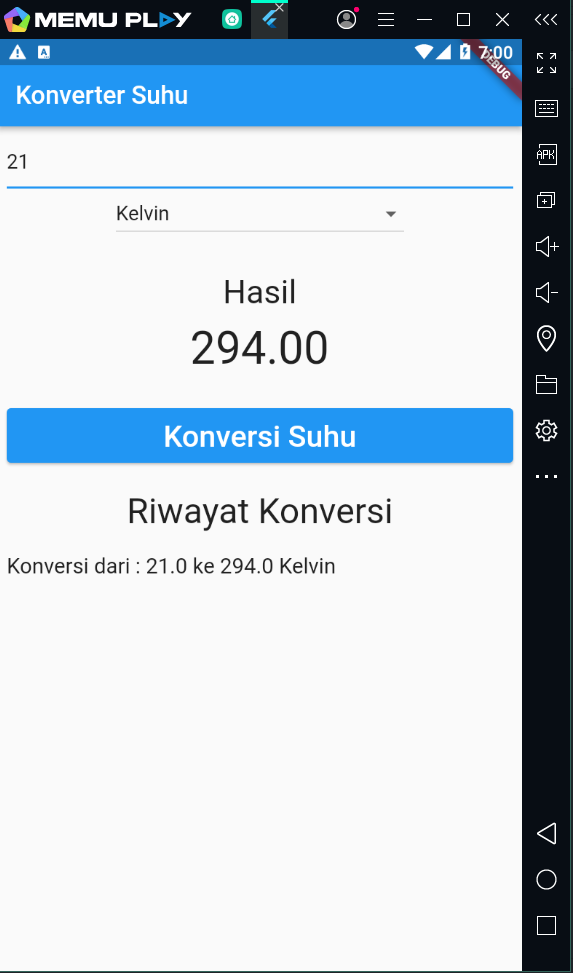 MEMU PLAY
7:00
DEBUG
Konverter Suhu
21
Kelvin
Hasil
294.00
Konversi Suhu
Riwayat Konversi
Konversi dari : 21.0 ke 294.0 Kelvin
A
APK